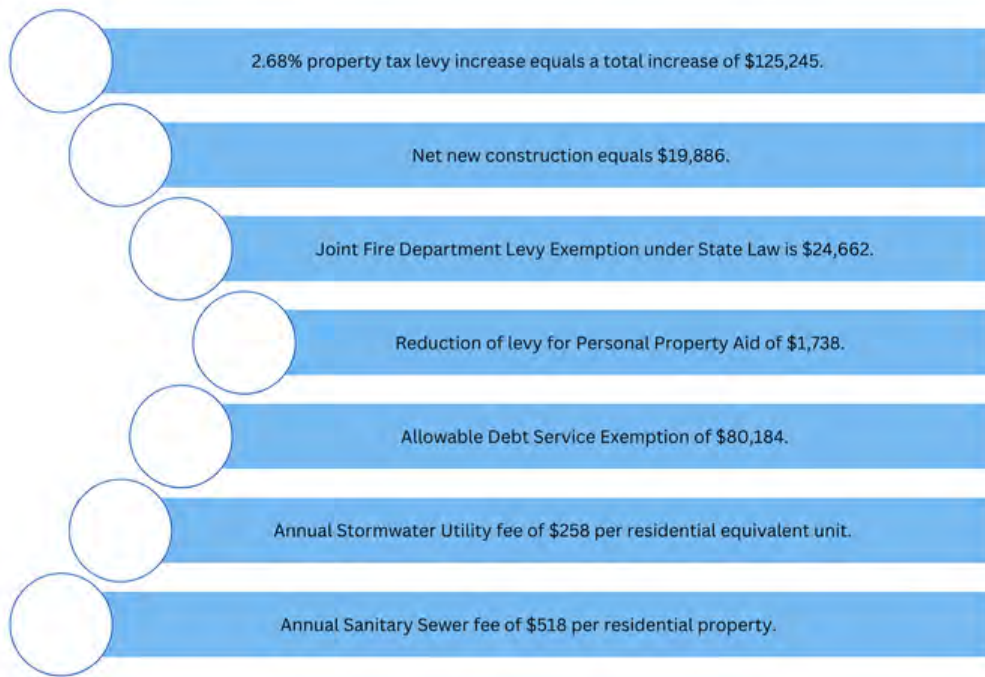 2.68% property tax levy increase equals a total increase of $125,245.
Net new construction equals $19,886.
Joint Fire Department Levy Exemption under State Law is $24,662.
Reduction of levy for Personal Property Aid of $1,738.
Allowable Debt Service Exemption of $80,184.
Annual Stormwater Utility fee of $258 per residential equivalent unit.
Annual Sanitary Sewer fee of $518 per residential property.